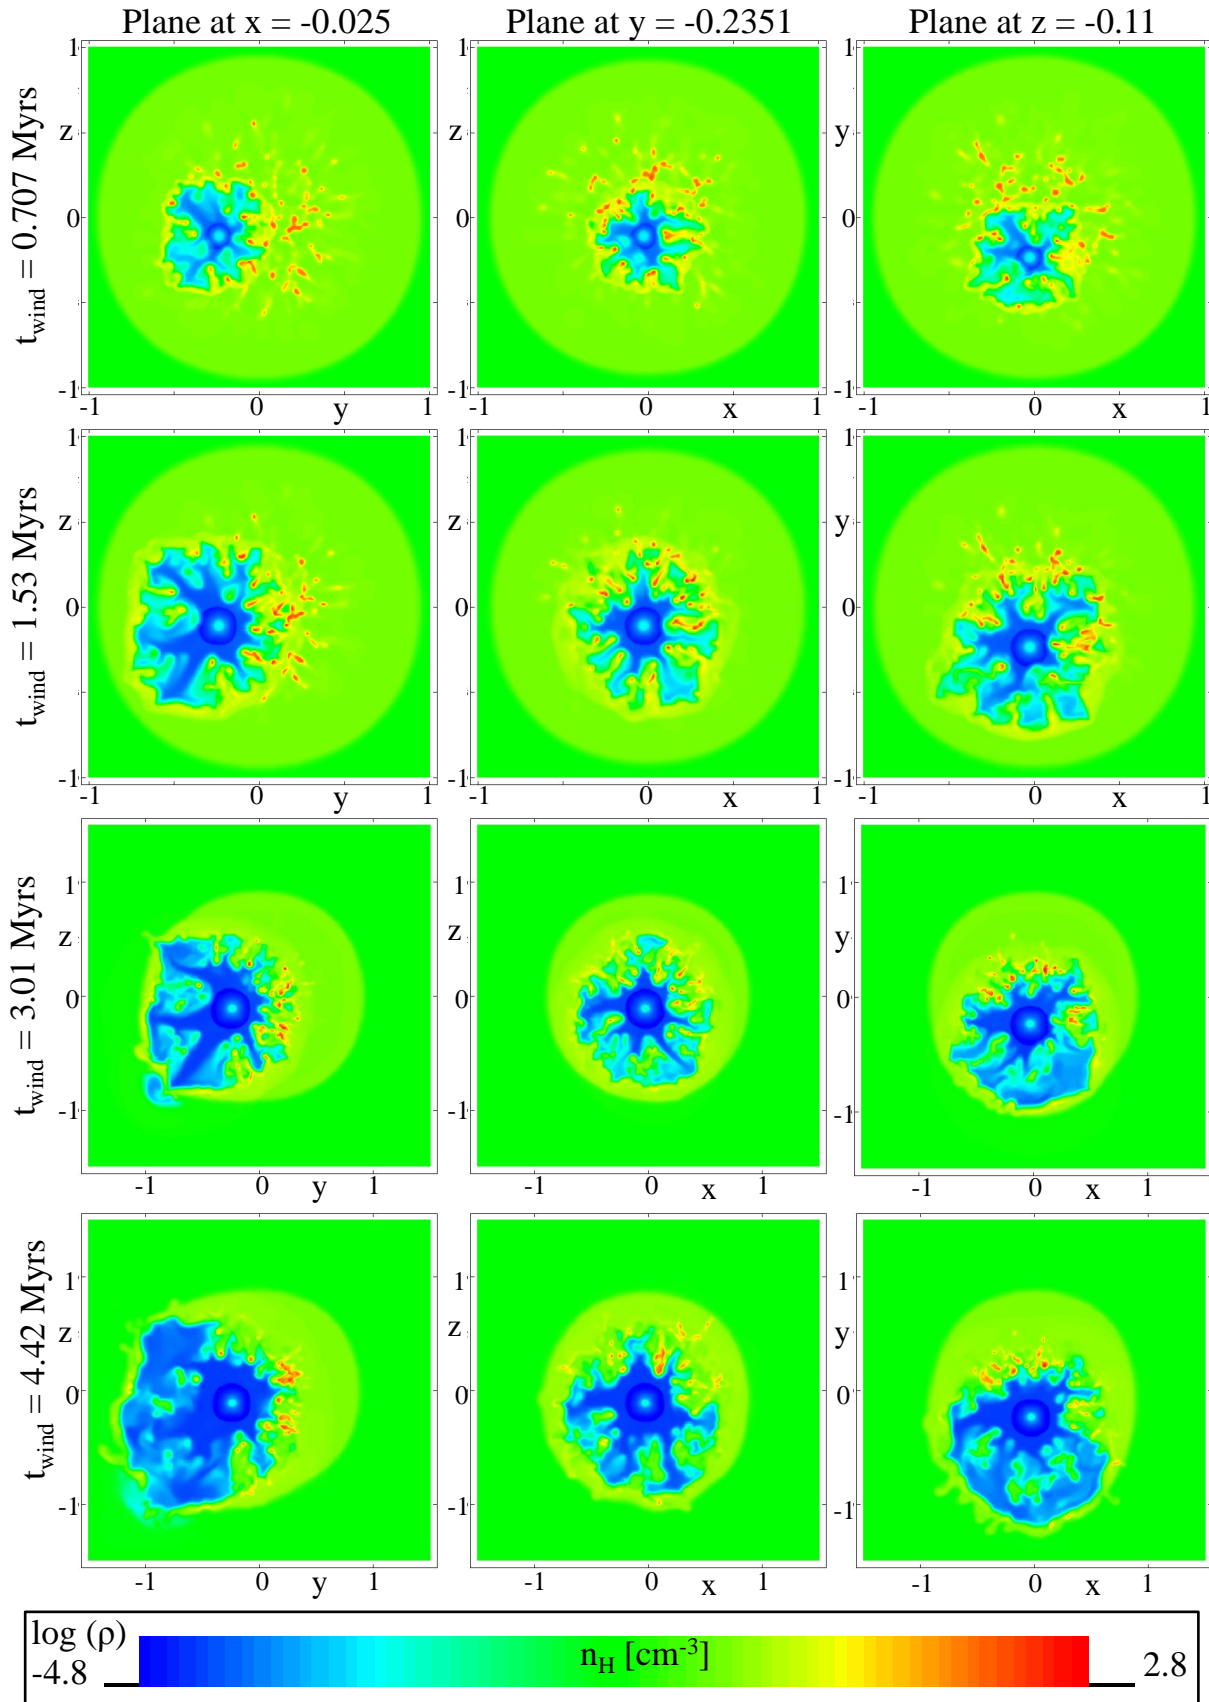 Plane at x = -0.025 Plane at y = -0.2351 Plane at z = -0.11
t_wind = 0.707 Myrs
1 1 1
z z y
0 0 0
-1 -1 -1
-1 0 y 1 -1 0 x 1 -1 0 x 1
t_wind = 1.53 Myrs
1 1 1
z z y
0 0 0
-1 -1 -1
-1 0 y 1 -1 0 x 1 -1 0 x 1
t_wind = 3.01 Myrs
1 1 1
z z y
0 0 0
-1 -1 -1
-1 0 y 1 -1 0 x 1 -1 0 x 1
t_wind = 4.42 Myrs
1 1 1
z z y
0 0 0
-1 -1 -1
-1 0 y 1 -1 0 x 1 -1 0 x 1
log (ρ)
-4.8 n_H [cm^-3] 2.8